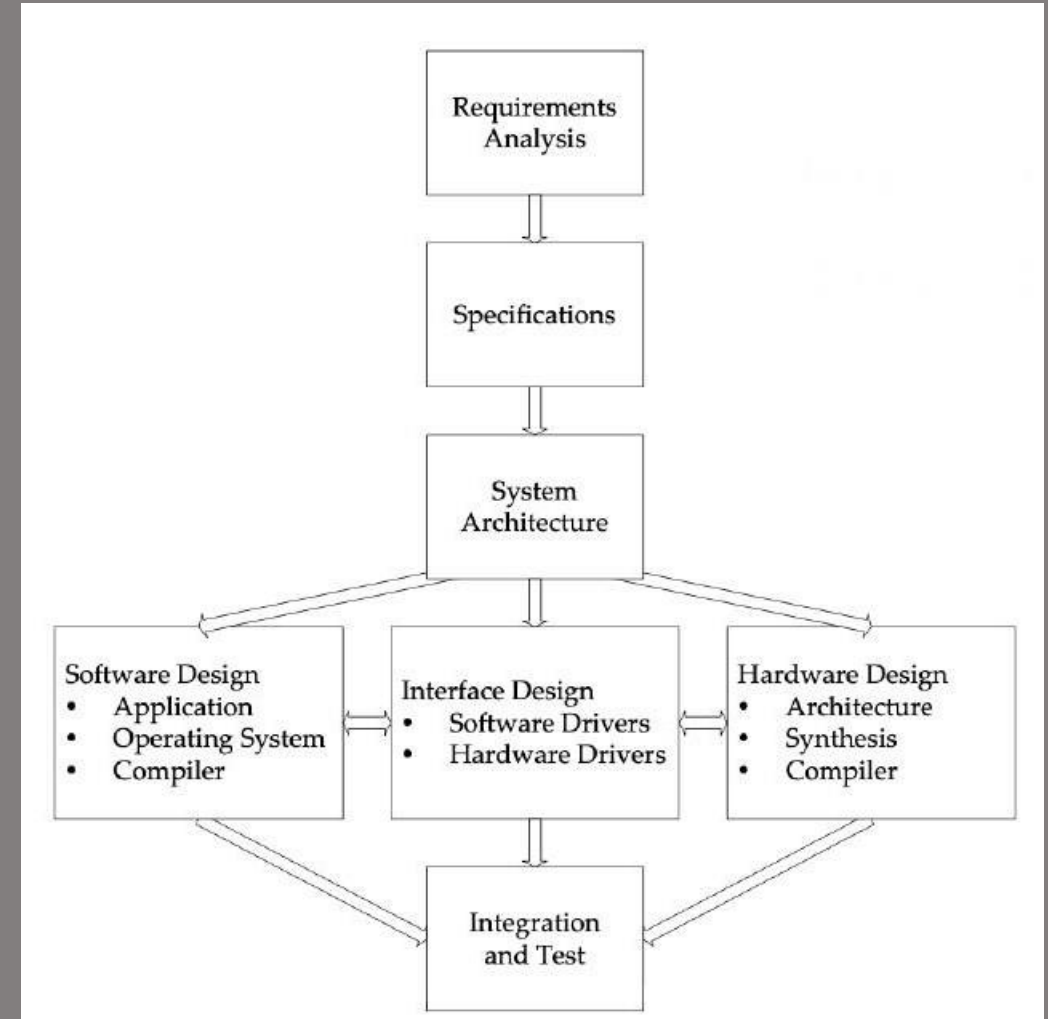 Requirements
Analysis
Specifications
System
Architecture
Software Design
• Application
• Operating System
• Compiler
Interface Design
• Software Drivers
• Hardware Drivers
Hardware Design
• Architecture
• Synthesis
• Compiler
Integration
and Test